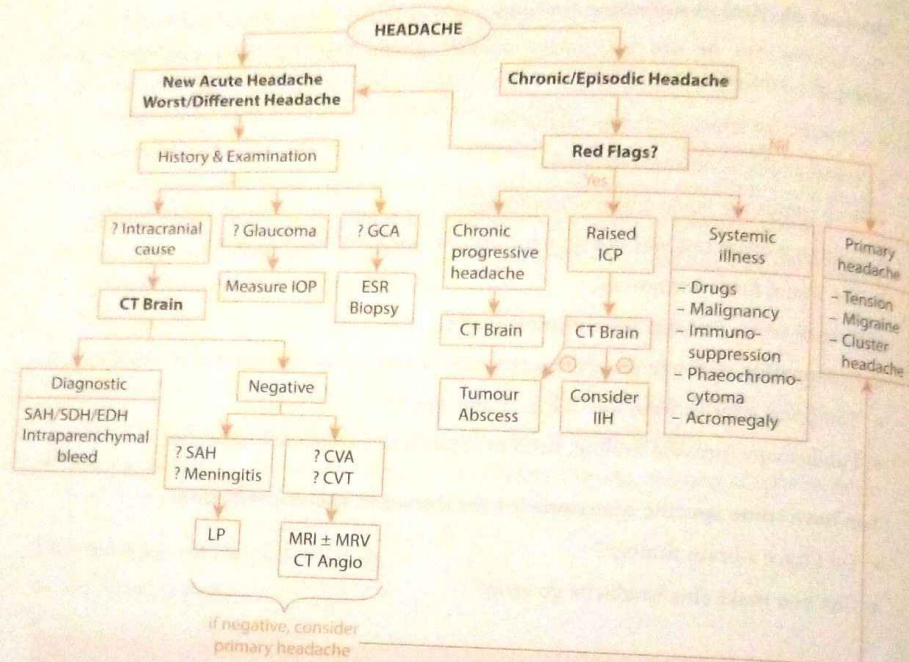 HEADACHE
New Acute Headache
Worst/Different Headache
Chronic/Episodic Headache
History & Examination
Red Flags?
Nil
Yes
? Intracranial
cause
? Glaucoma
? GCA
Chronic
progressive
headache
Raised
ICP
Systemic
illness
– Drugs
– Malignancy
– Immuno-
suppression
– Phaeochromo-
cytoma
– Acromegaly
Primary
headache
– Tension
– Migraine
– Cluster
headache
CT Brain
Measure IOP
ESR
Biopsy
CT Brain
CT Brain
Diagnostic
SAH/SDH/EDH
Intraparenchymal
bleed
Negative
Tumour
Abscess
Consider
IIH
? SAH
? Meningitis
? CVA
? CVT
LP
MRI ± MRV
CT Angio
if negative, consider
primary headache